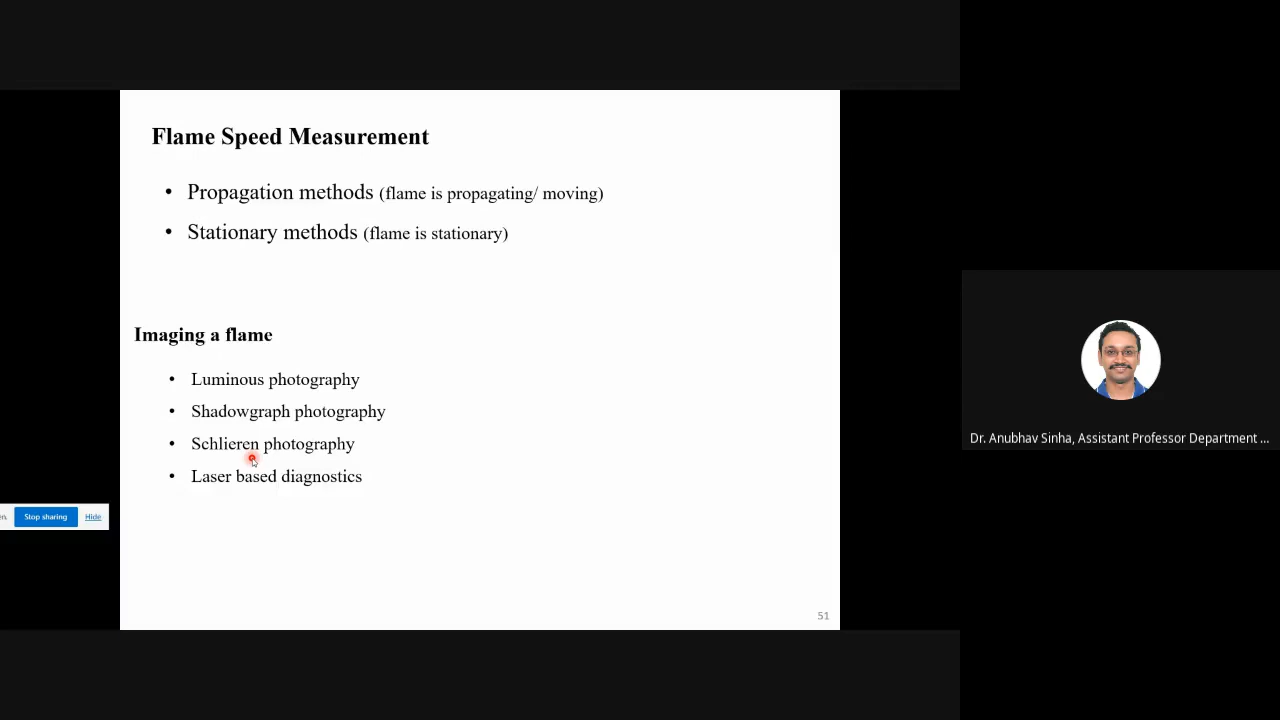 Flame Speed Measurement
• Propagation methods (flame is propagating/ moving)
• Stationary methods (flame is stationary)
Imaging a flame
• Luminous photography
• Shadowgraph photography
• Schlieren photography
• Laser based diagnostics
Stop sharing
Hide
51
Dr. Anubhav Sinha, Assistant Professor Department ...